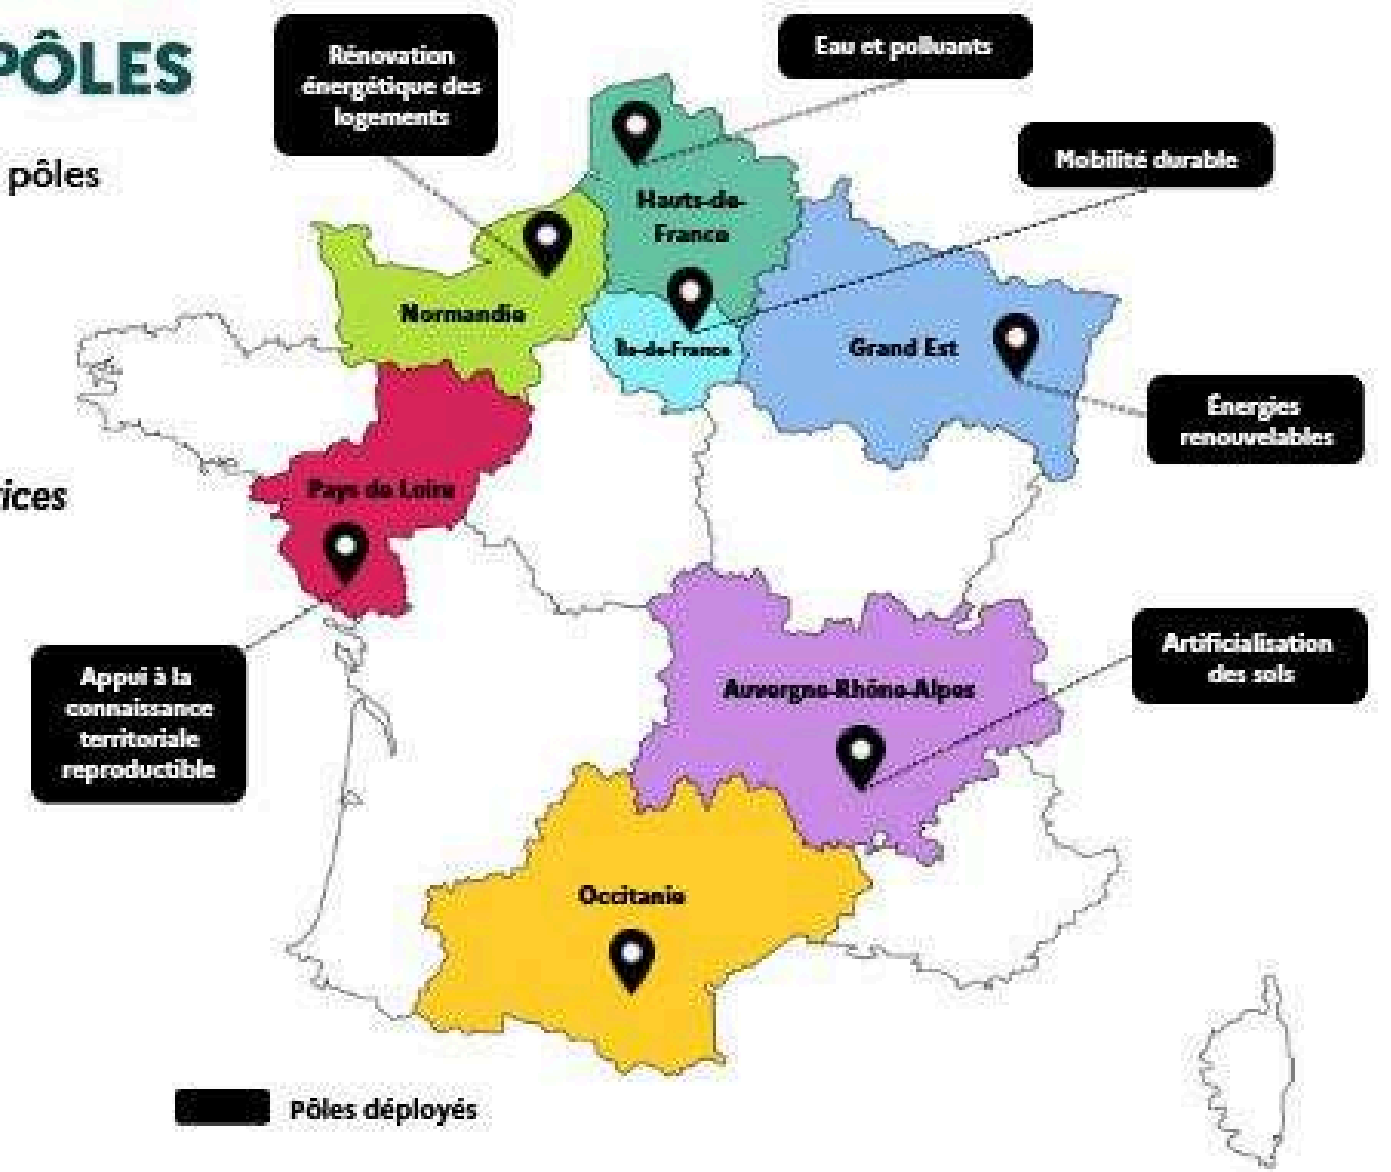 PÔLES
pôles
rices
Rénovation
énergétique des
logements
Eau et polluants
Mobilité durable
Hauts-de-
France
Normandie
Île-de-France
Grand Est
Énergies
renouvelables
Pays de Loire
Appui à la
connaissance
territoriale
reproductible
Artificialisation
des sols
Auvergne-Rhône-Alpes
Occitanie
Pôles déployés